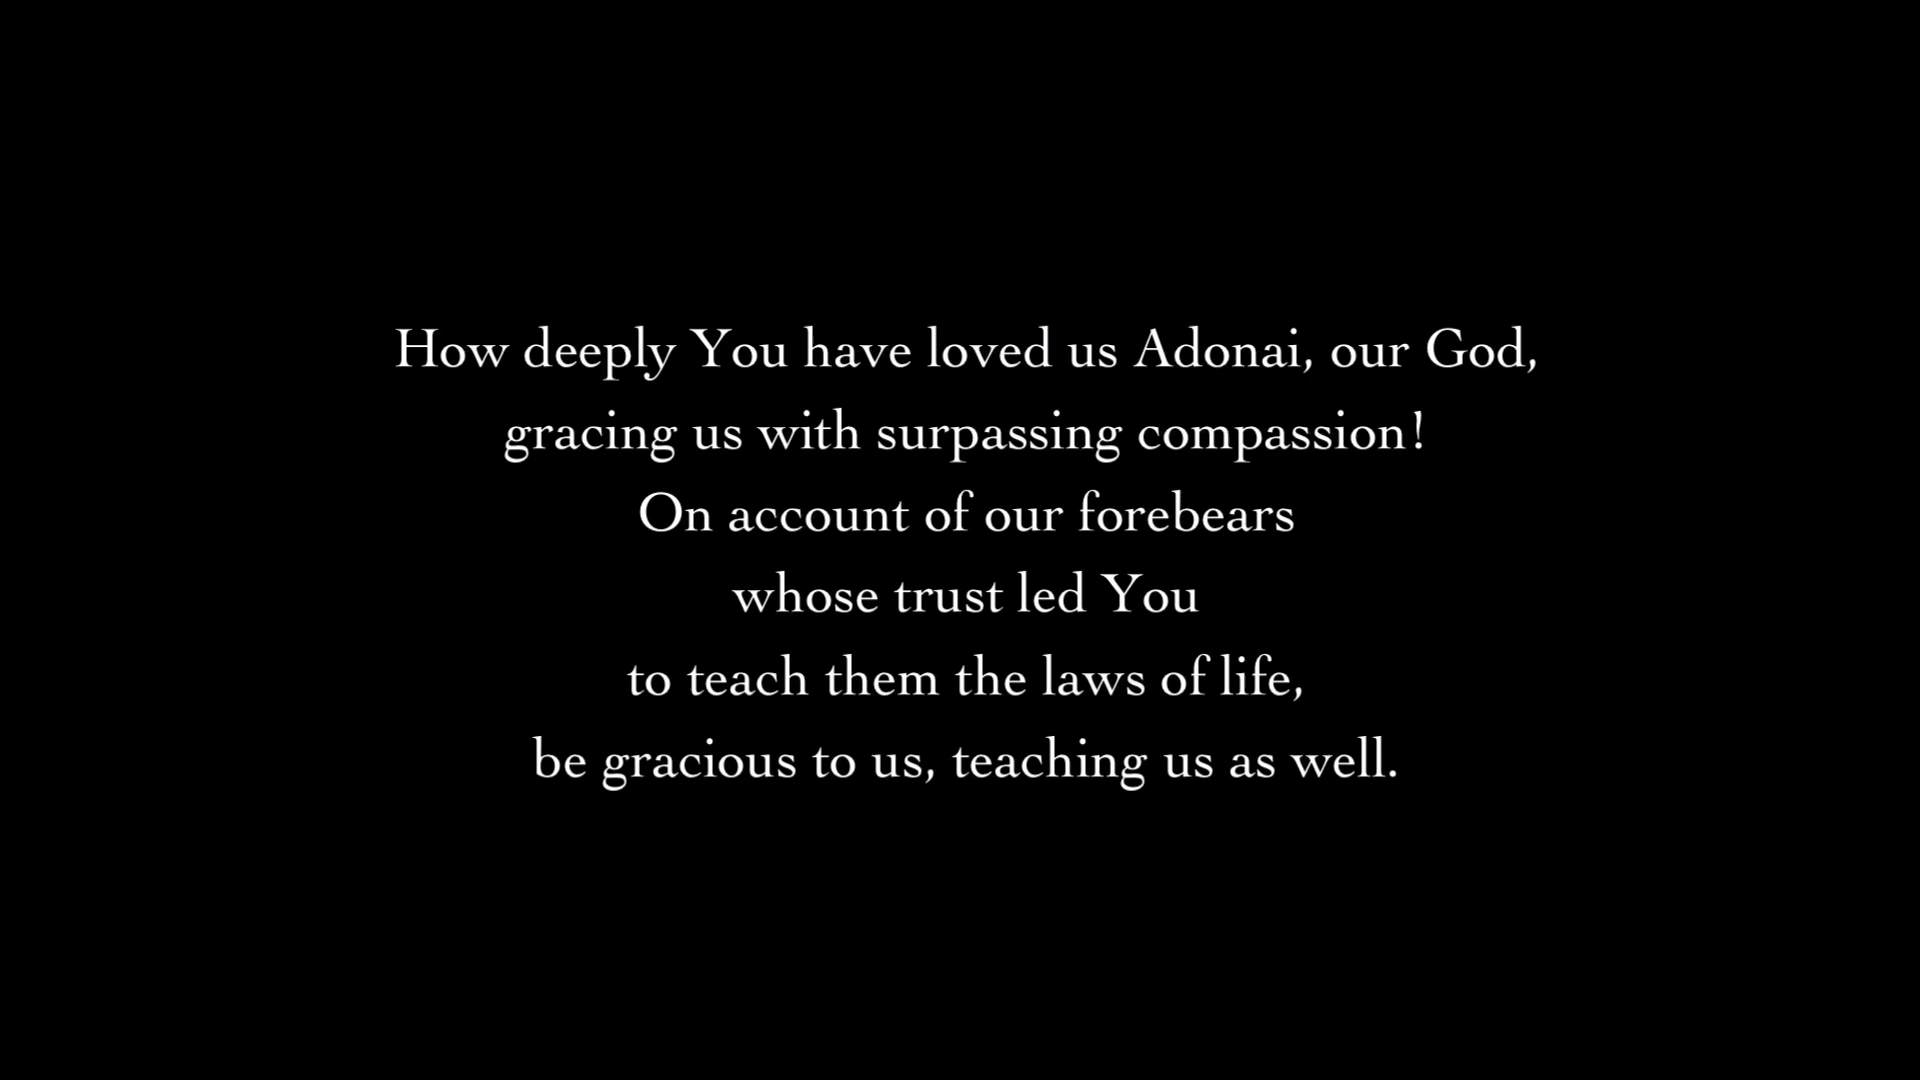 How deeply You have loved us Adonai, our God,
gracing us with surpassing compassion!
On account of our forebears
whose trust led You
to teach them the laws of life,
be gracious to us, teaching us as well.